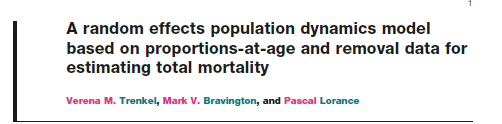 1
A random effects population dynamics model
based on proportions-at-age and removal data for
estimating total mortality
Verena M. Trenkel, Mark V. Bravington, and Pascal Lorance